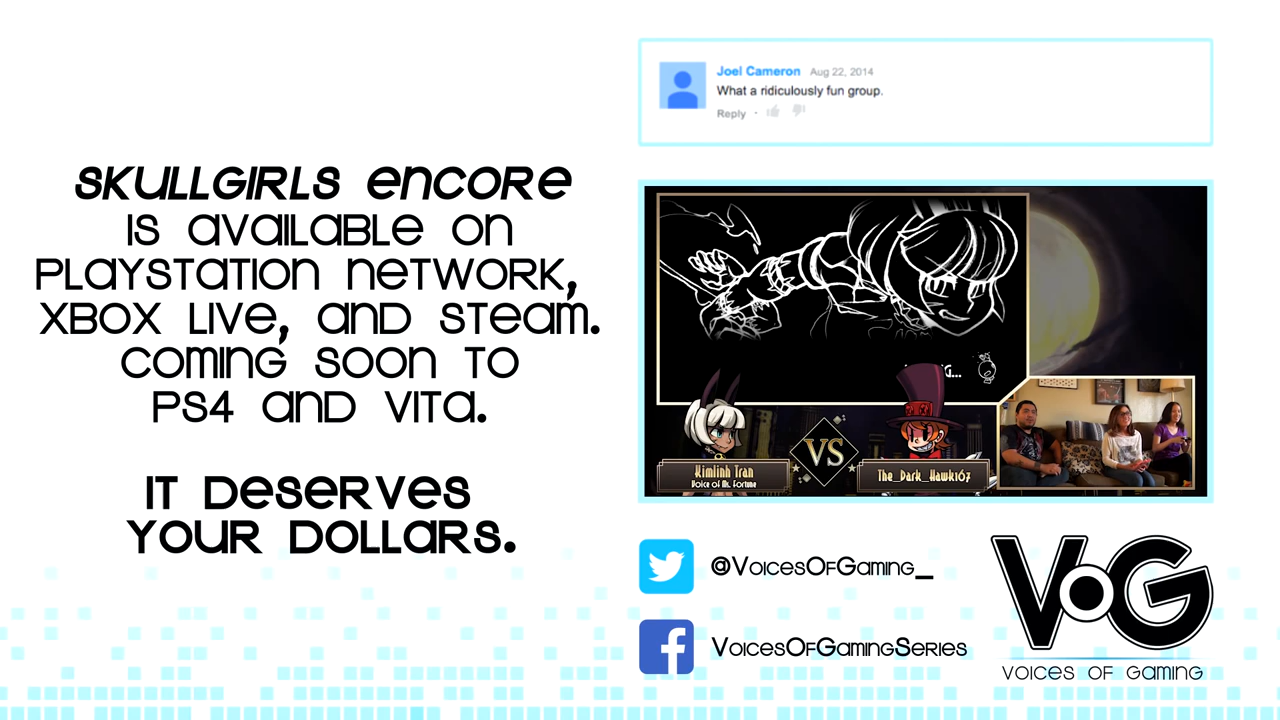 SKULLGIRLS ENCORE
IS AVAILABLE ON
PLAYSTATION NETWORK,
XBOX LIVE, AND STEAM.
COMING SOON TO
PS4 AND VITA.
IT DESERVES
YOUR DOLLARS.
Joel Cameron Aug 22, 2014
What a ridiculously fun group.
Reply ·
VS
Kimlinh Tran
Voice of Ms. Fortune
The_Dark_Hawk167
@VoicesOfGaming_
VoicesOfGamingSeries
VoG
VOICES OF GAMING